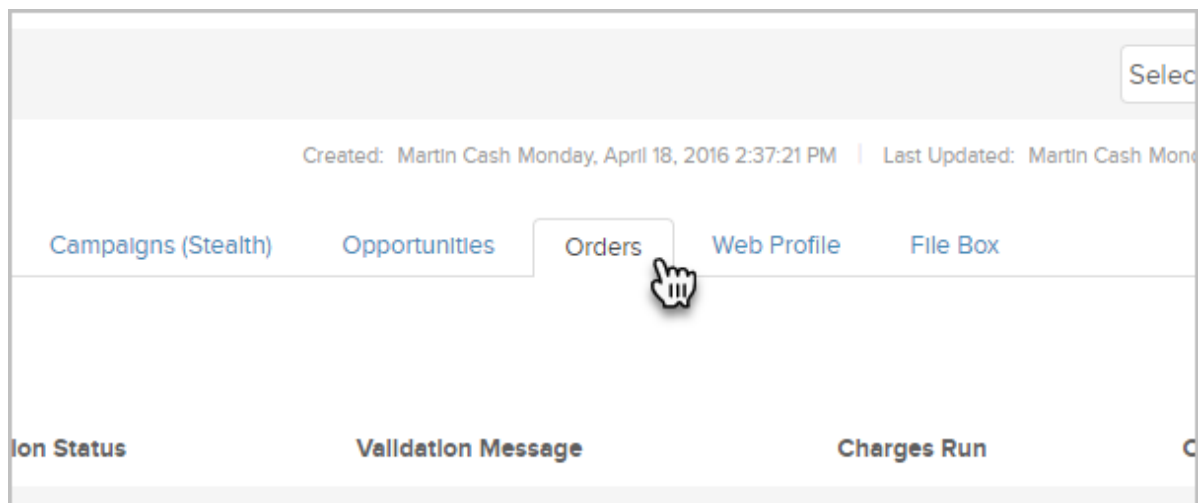 Selec
Created: Martin Cash Monday, April 18, 2016 2:37:21 PM Last Updated: Martin Cash Mon
Campaigns (Stealth) Opportunities Orders Web Profile File Box
ion Status Validation Message Charges Run